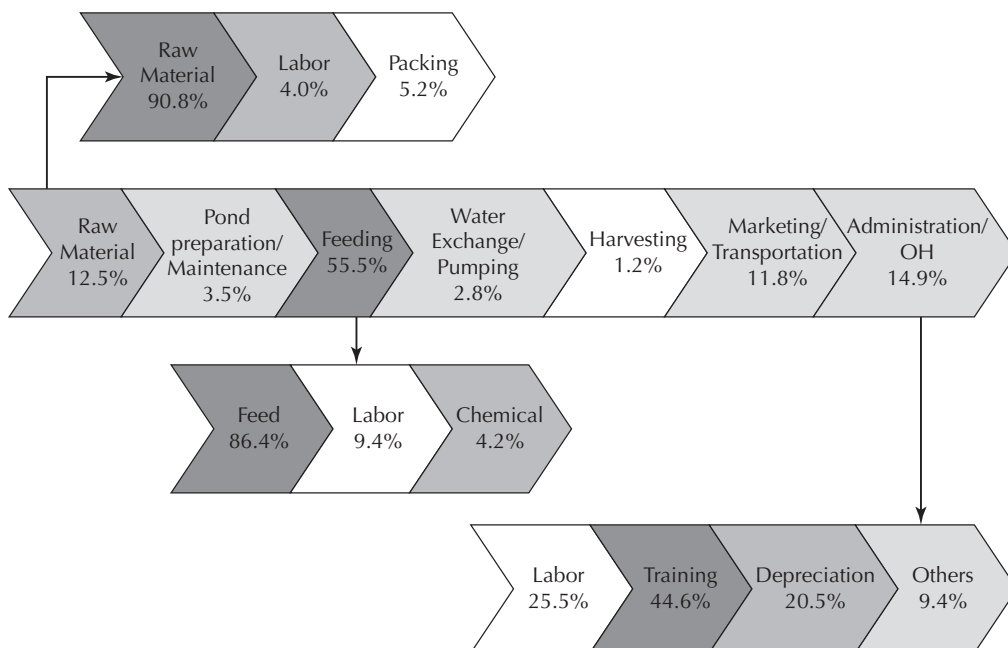 Raw
Material
90.8%
Labor
4.0%
Packing
5.2%
Raw
Material
12.5%
Pond
preparation/
Maintenance
3.5%
Feeding
55.5%
Water
Exchange/
Pumping
2.8%
Harvesting
1.2%
Marketing/
Transportation
11.8%
Administration/
OH
14.9%
Feed
86.4%
Labor
9.4%
Chemical
4.2%
Labor
25.5%
Training
44.6%
Depreciation
20.5%
Others
9.4%